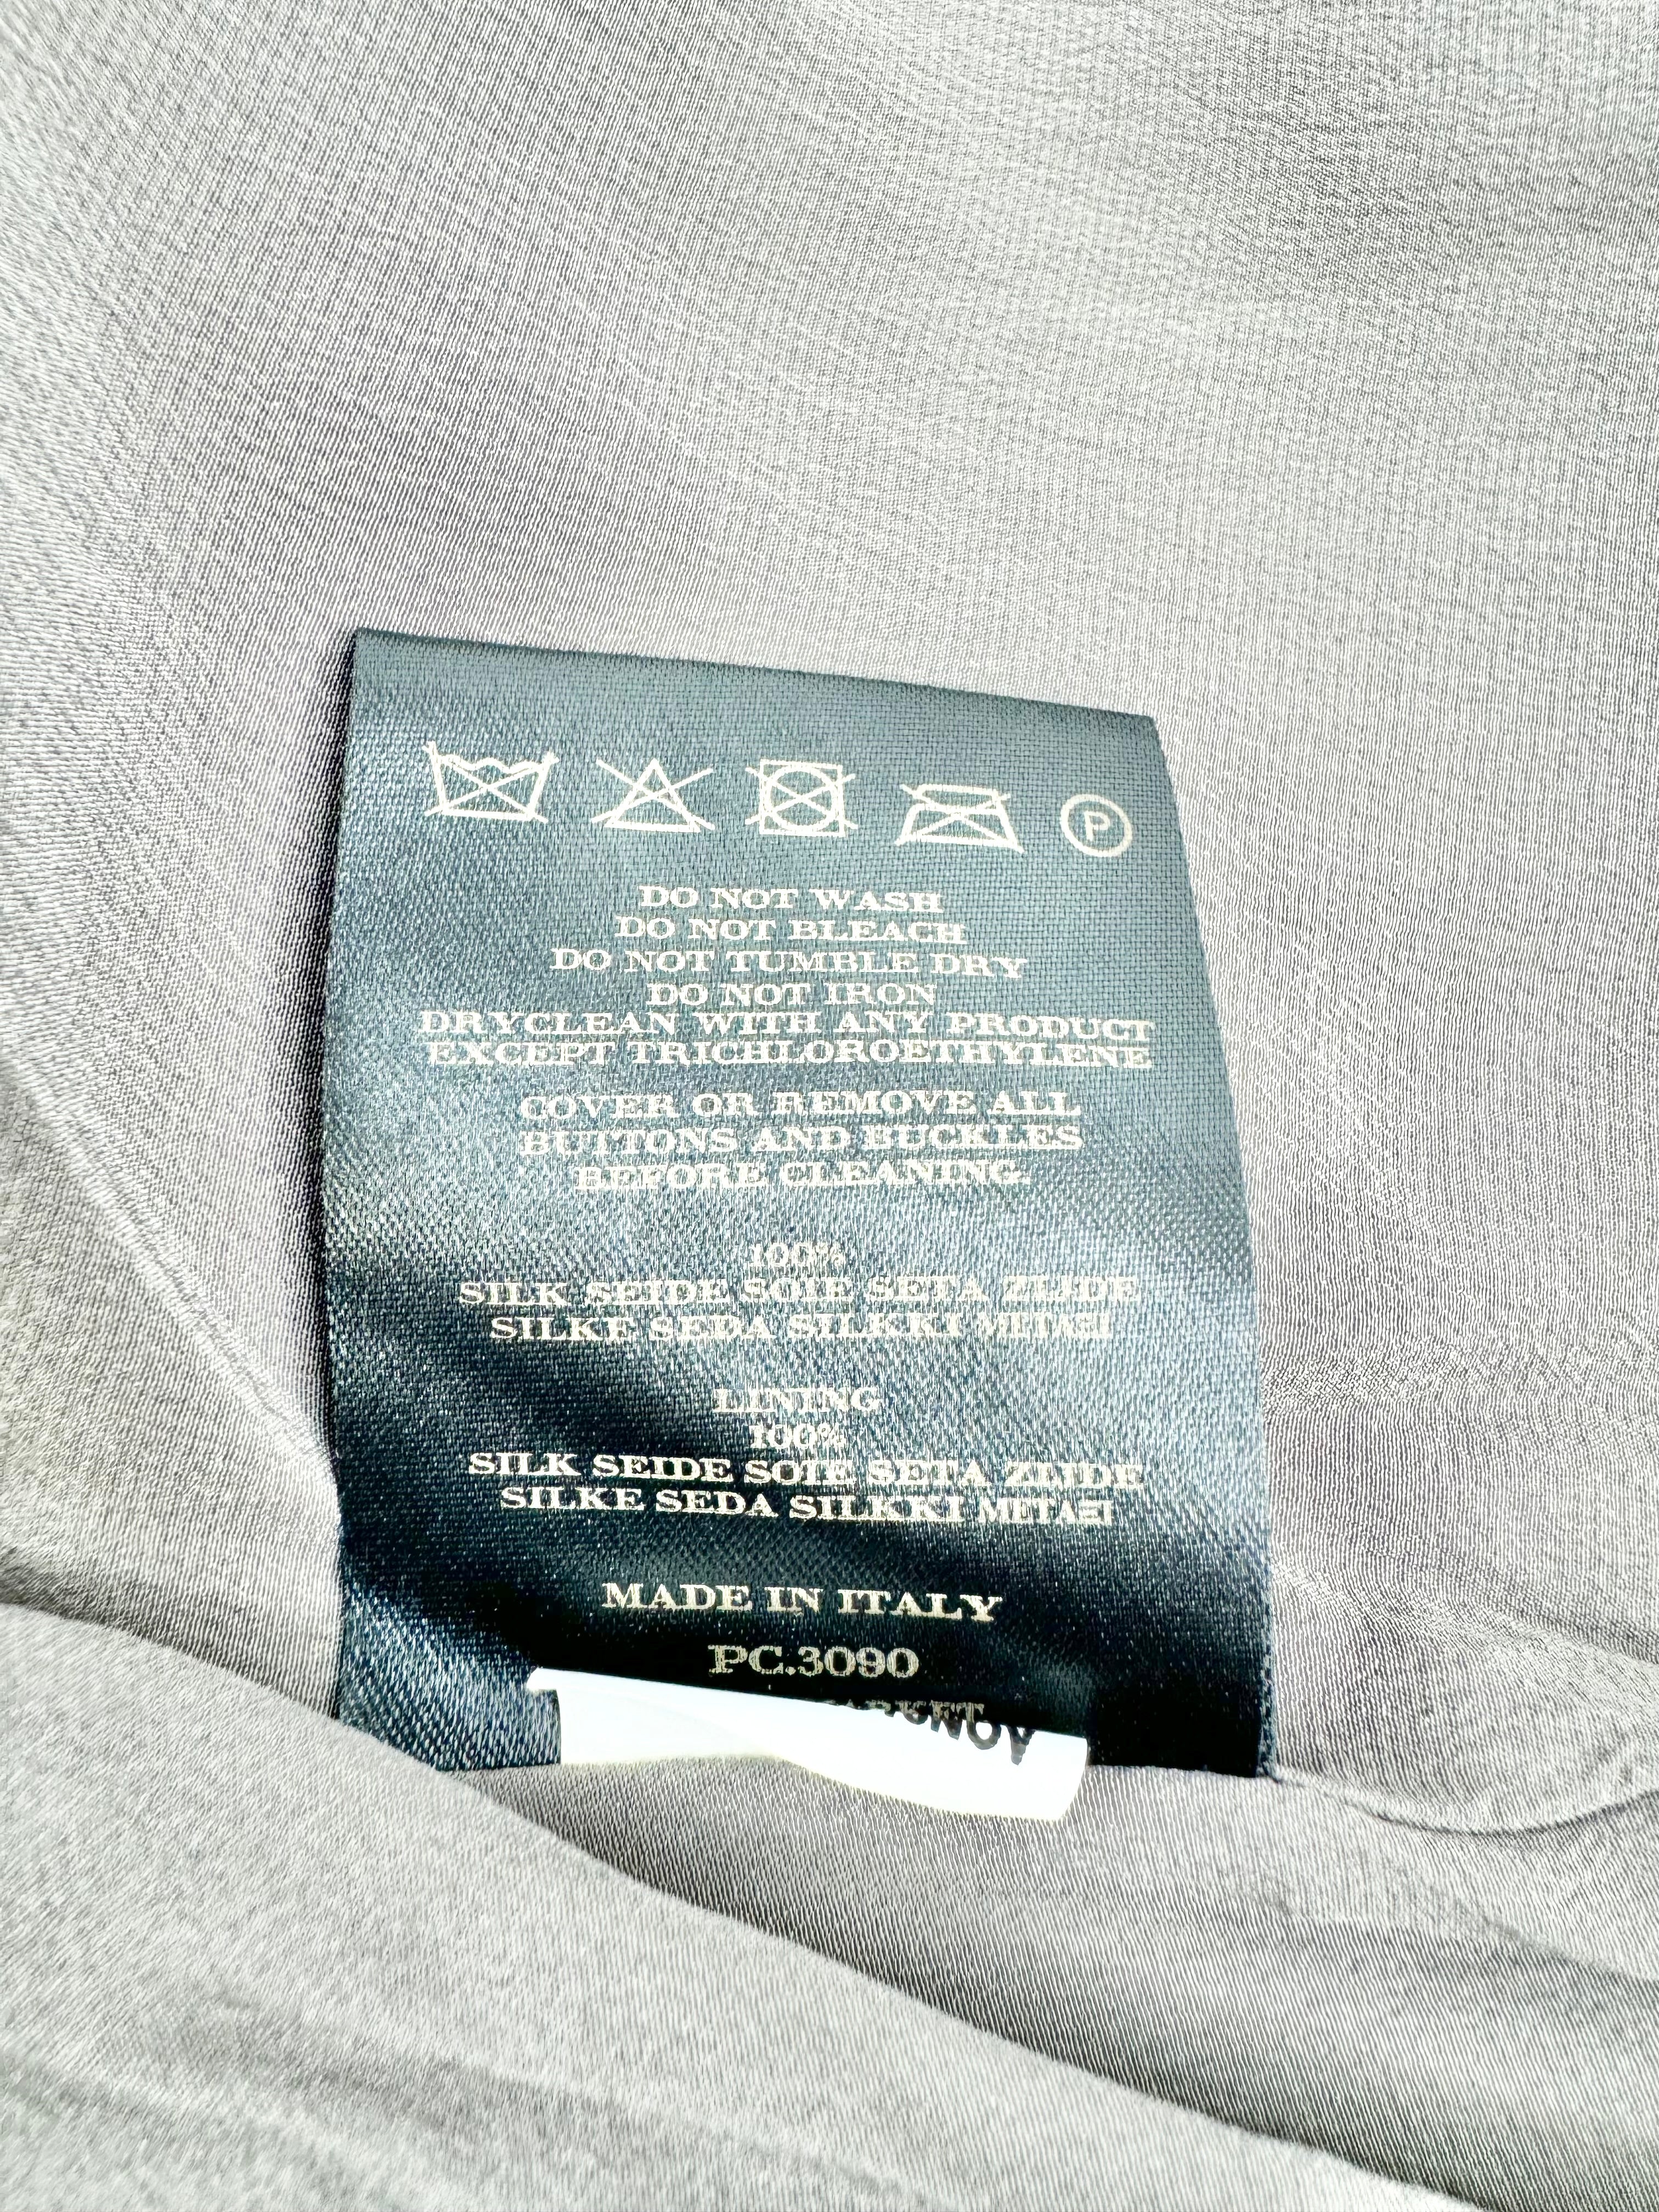 P
DO NOT WASH
DO NOT BLEACH
DO NOT TUMBLE DRY
DO NOT IRON
DRYCLEAN WITH ANY PRODUCT
EXCEPT TRICHLOROETHYLENE
COVER OR REMOVE ALL
BUTTONS AND BUCKLES
BEFORE CLEANING.
100%
SILK SEIDE SOIE SETA ZIJDE
SILKE SEDA SILKKI ΜΕΤΑΞΙ
LINING
100%
SILK SEIDE SOIE SETA ZIJDE
SILKE SEDA SILKKI ΜΕΤΑΞΙ
MADE IN ITALY
PC.3090